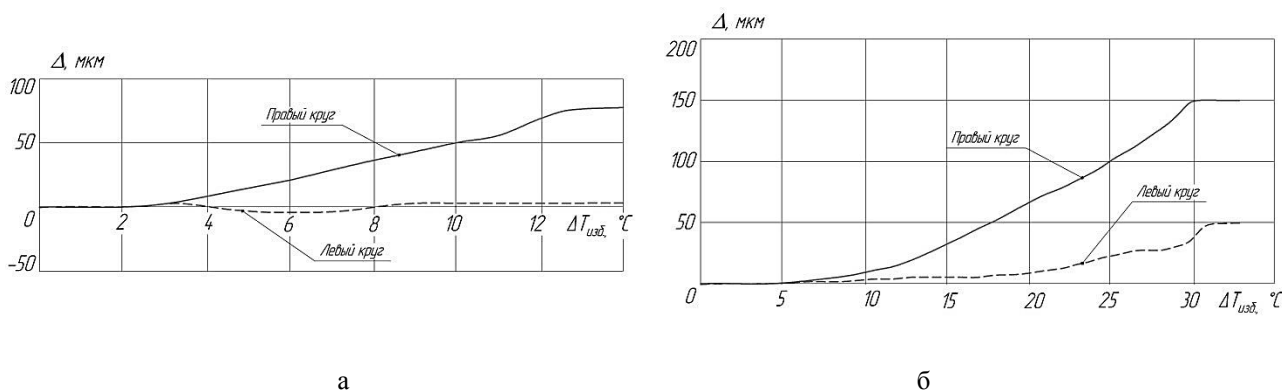 Δ, мкм
100
50
0
-50
Правый круг
Левый круг
2 4 6 8 10 12 ΔTизб., °C
а
Δ, мкм
200
150
100
50
0
Правый круг
Левый круг
5 10 15 20 25 30 ΔTизб., °C
б